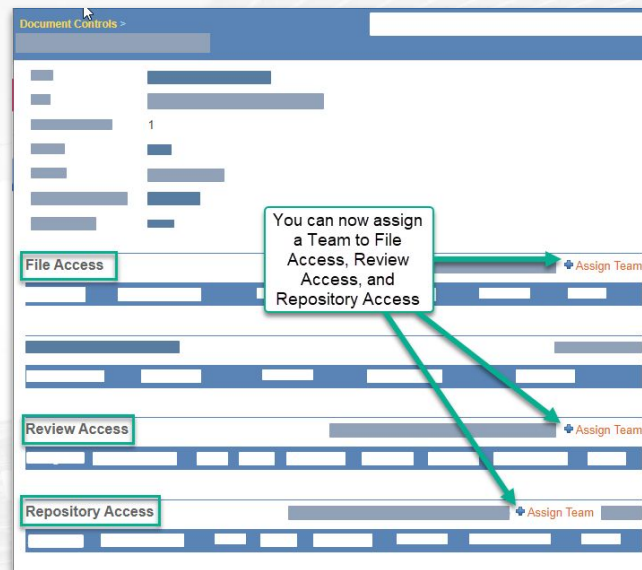 Document Controls >
1
You can now assign
a Team to File
Access, Review
Access, and
Repository Access
File Access
Assign Team
Review Access
Assign Team
Repository Access
Assign Team